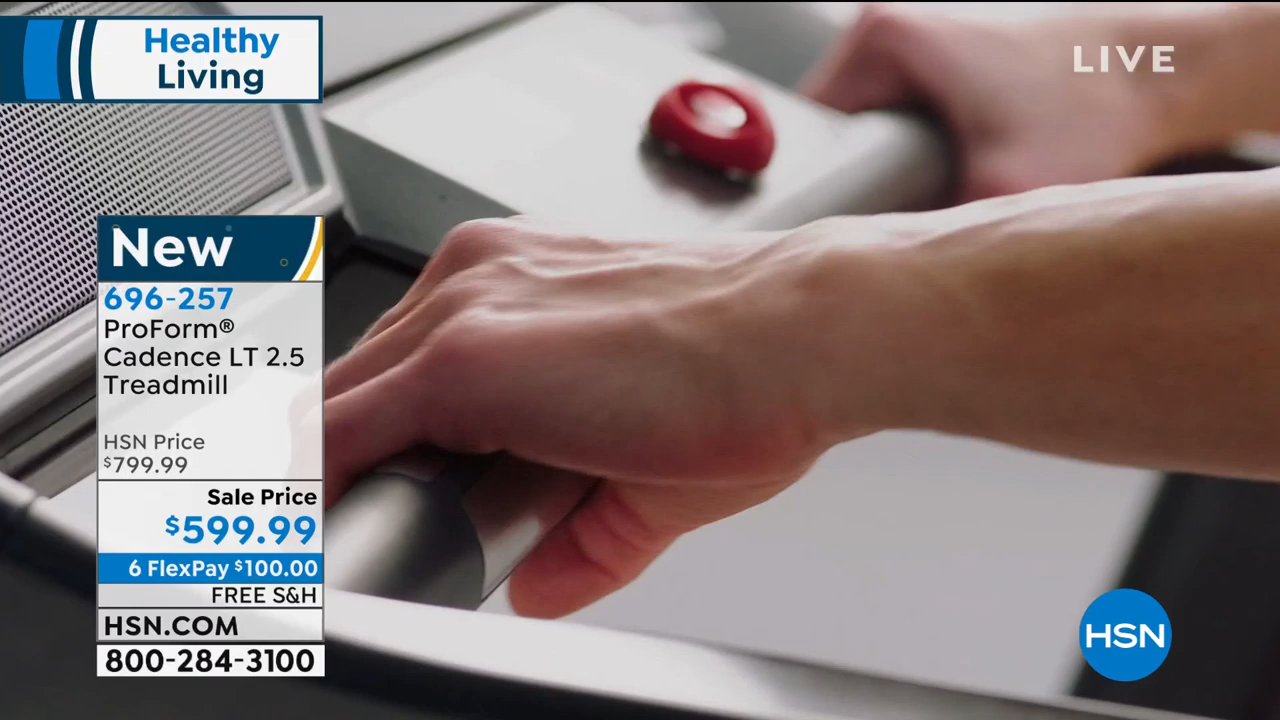 Healthy
Living
LIVE
New
696-257
ProForm®
Cadence LT 2.5
Treadmill
HSN Price
$799.99
Sale Price
$599.99
6 FlexPay $100.00
FREE S&H
HSN.COM
800-284-3100
HSN